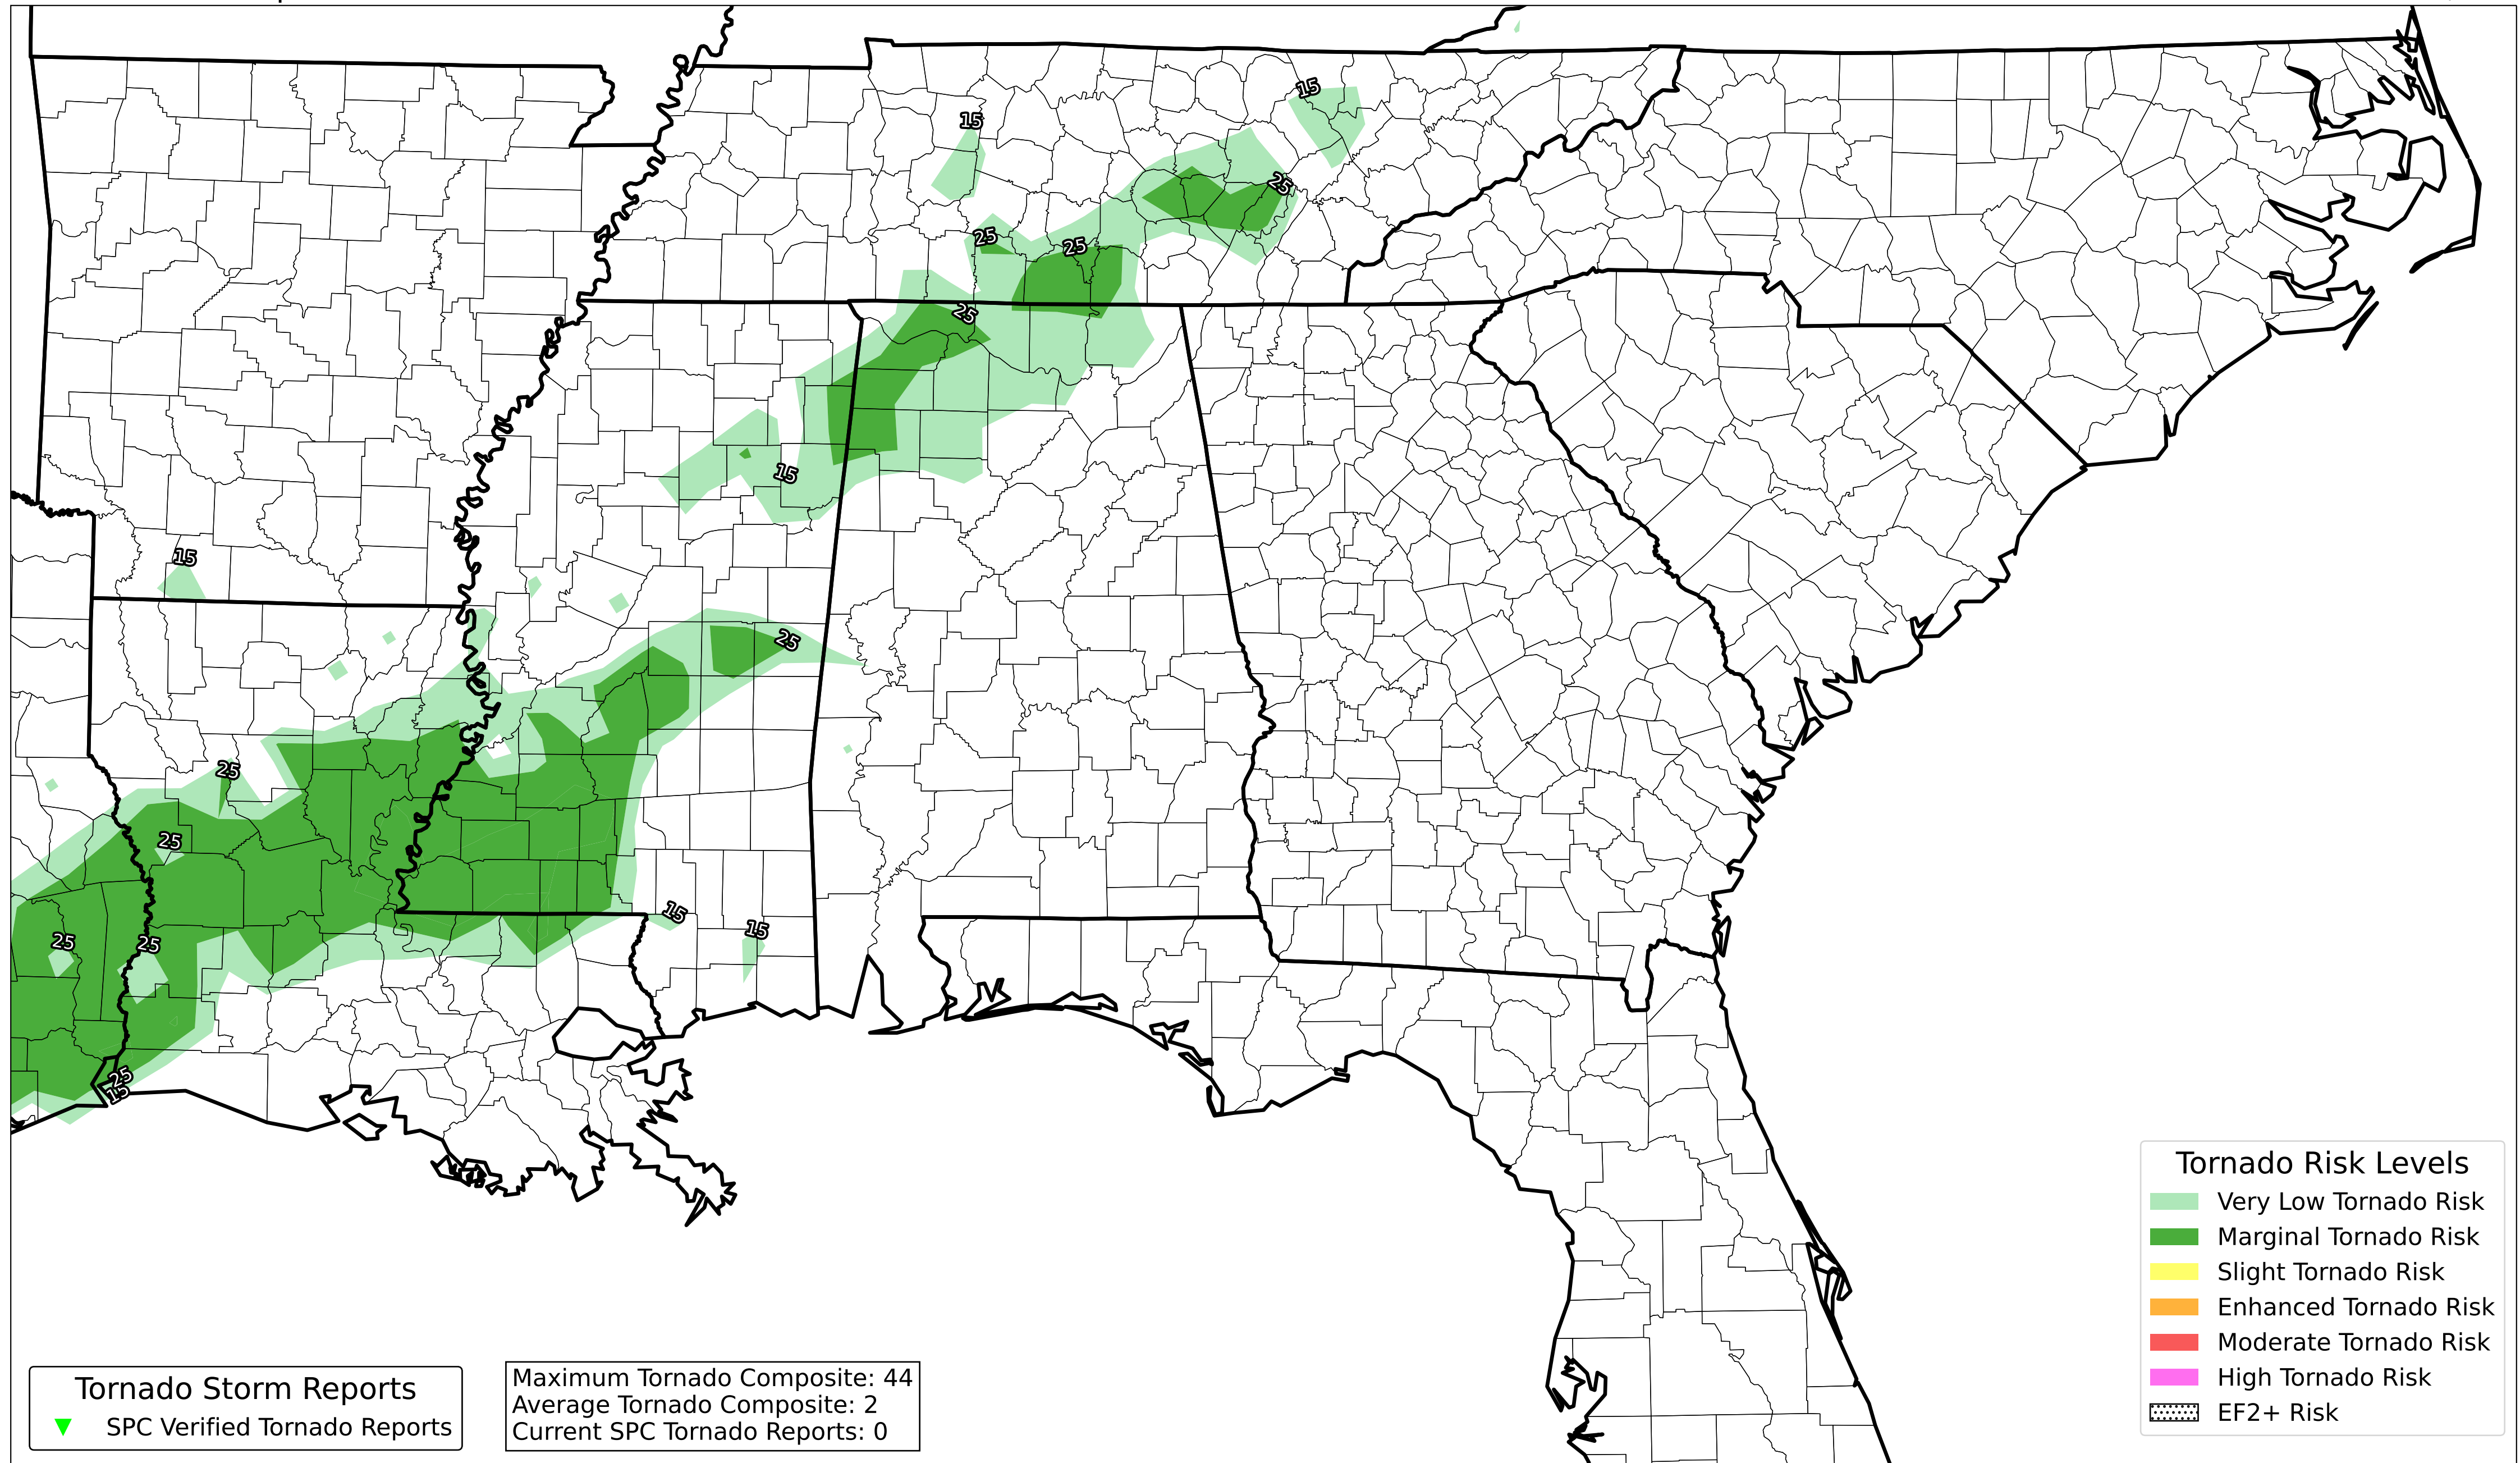 15
15
25
25
25
25
15
15
25
25
25
15
15
25
25
25
15
Tornado Risk Levels
Very Low Tornado Risk
Marginal Tornado Risk
Slight Tornado Risk
Enhanced Tornado Risk
Moderate Tornado Risk
High Tornado Risk
EF2+ Risk
Tornado Storm Reports
SPC Verified Tornado Reports
Maximum Tornado Composite: 44
Average Tornado Composite: 2
Current SPC Tornado Reports: 0